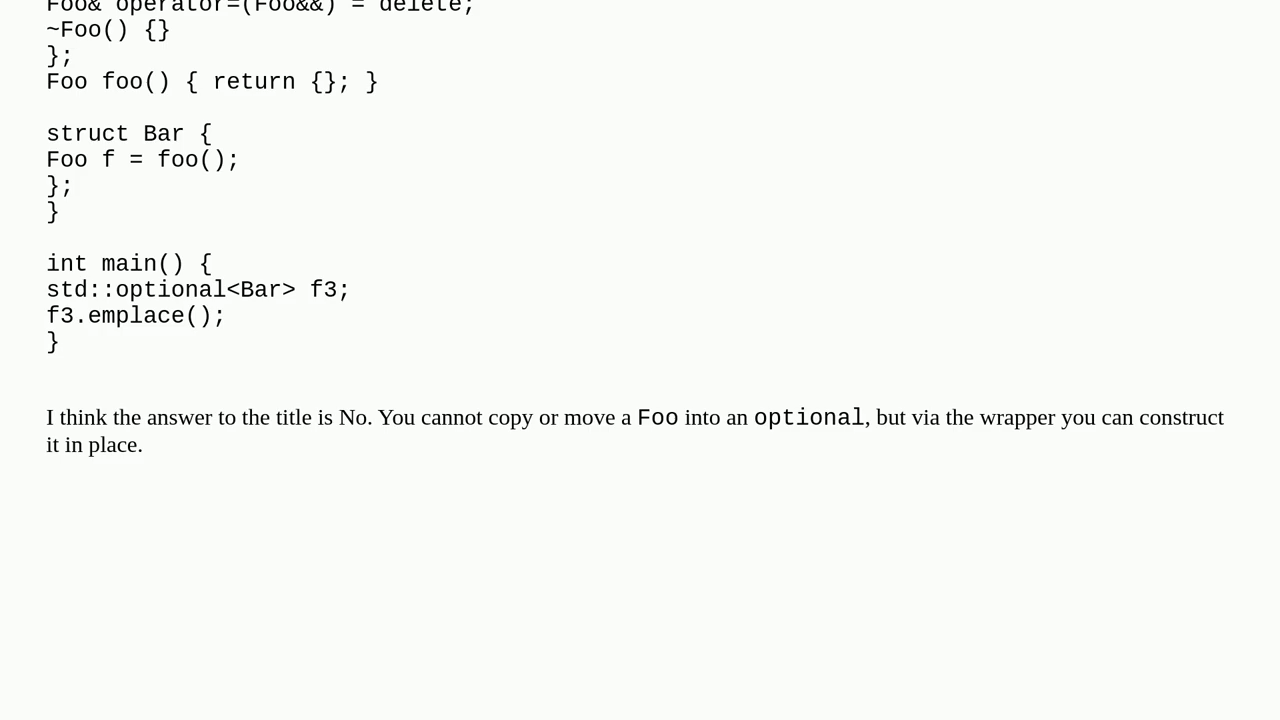 Foo& operator=(Foo&&) = delete;
~Foo() {}
};
Foo foo() { return {}; }
struct Bar {
Foo f = foo();
};
}
int main() {
std::optional<Bar> f3;
f3.emplace();
}
I think the answer to the title is No. You cannot copy or move a Foo into an optional, but via the wrapper you can construct
it in place.